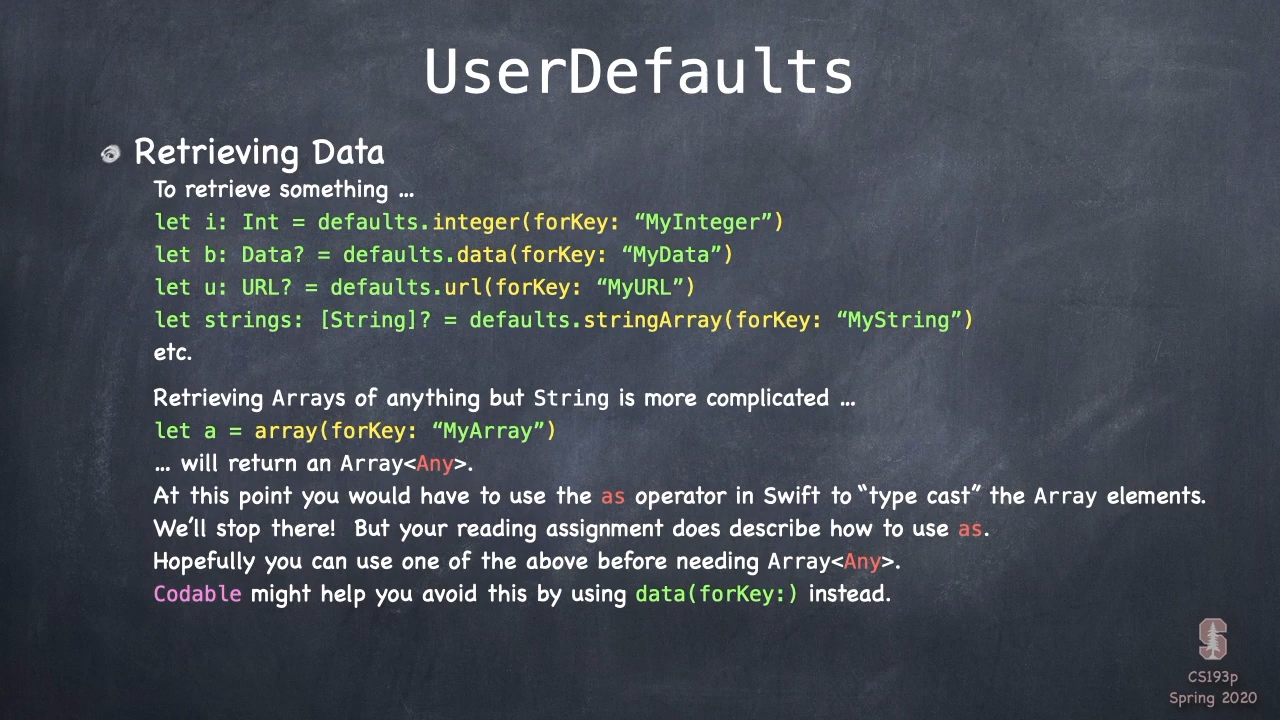 UserDefaults
Retrieving Data
To retrieve something …
let i: Int = defaults.integer(forKey: “MyInteger”)
let b: Data? = defaults.data(forKey: “MyData”)
let u: URL? = defaults.url(forKey: “MyURL”)
let strings: [String]? = defaults.stringArray(forKey: “MyString”)
etc.
Retrieving Arrays of anything but String is more complicated …
let a = array(forKey: “MyArray”)
… will return an Array<Any>.
At this point you would have to use the as operator in Swift to “type cast” the Array elements.
We’ll stop there!  But your reading assignment does describe how to use as.
Hopefully you can use one of the above before needing Array<Any>.
Codable might help you avoid this by using data(forKey:) instead.
S
CS193p
Spring 2020